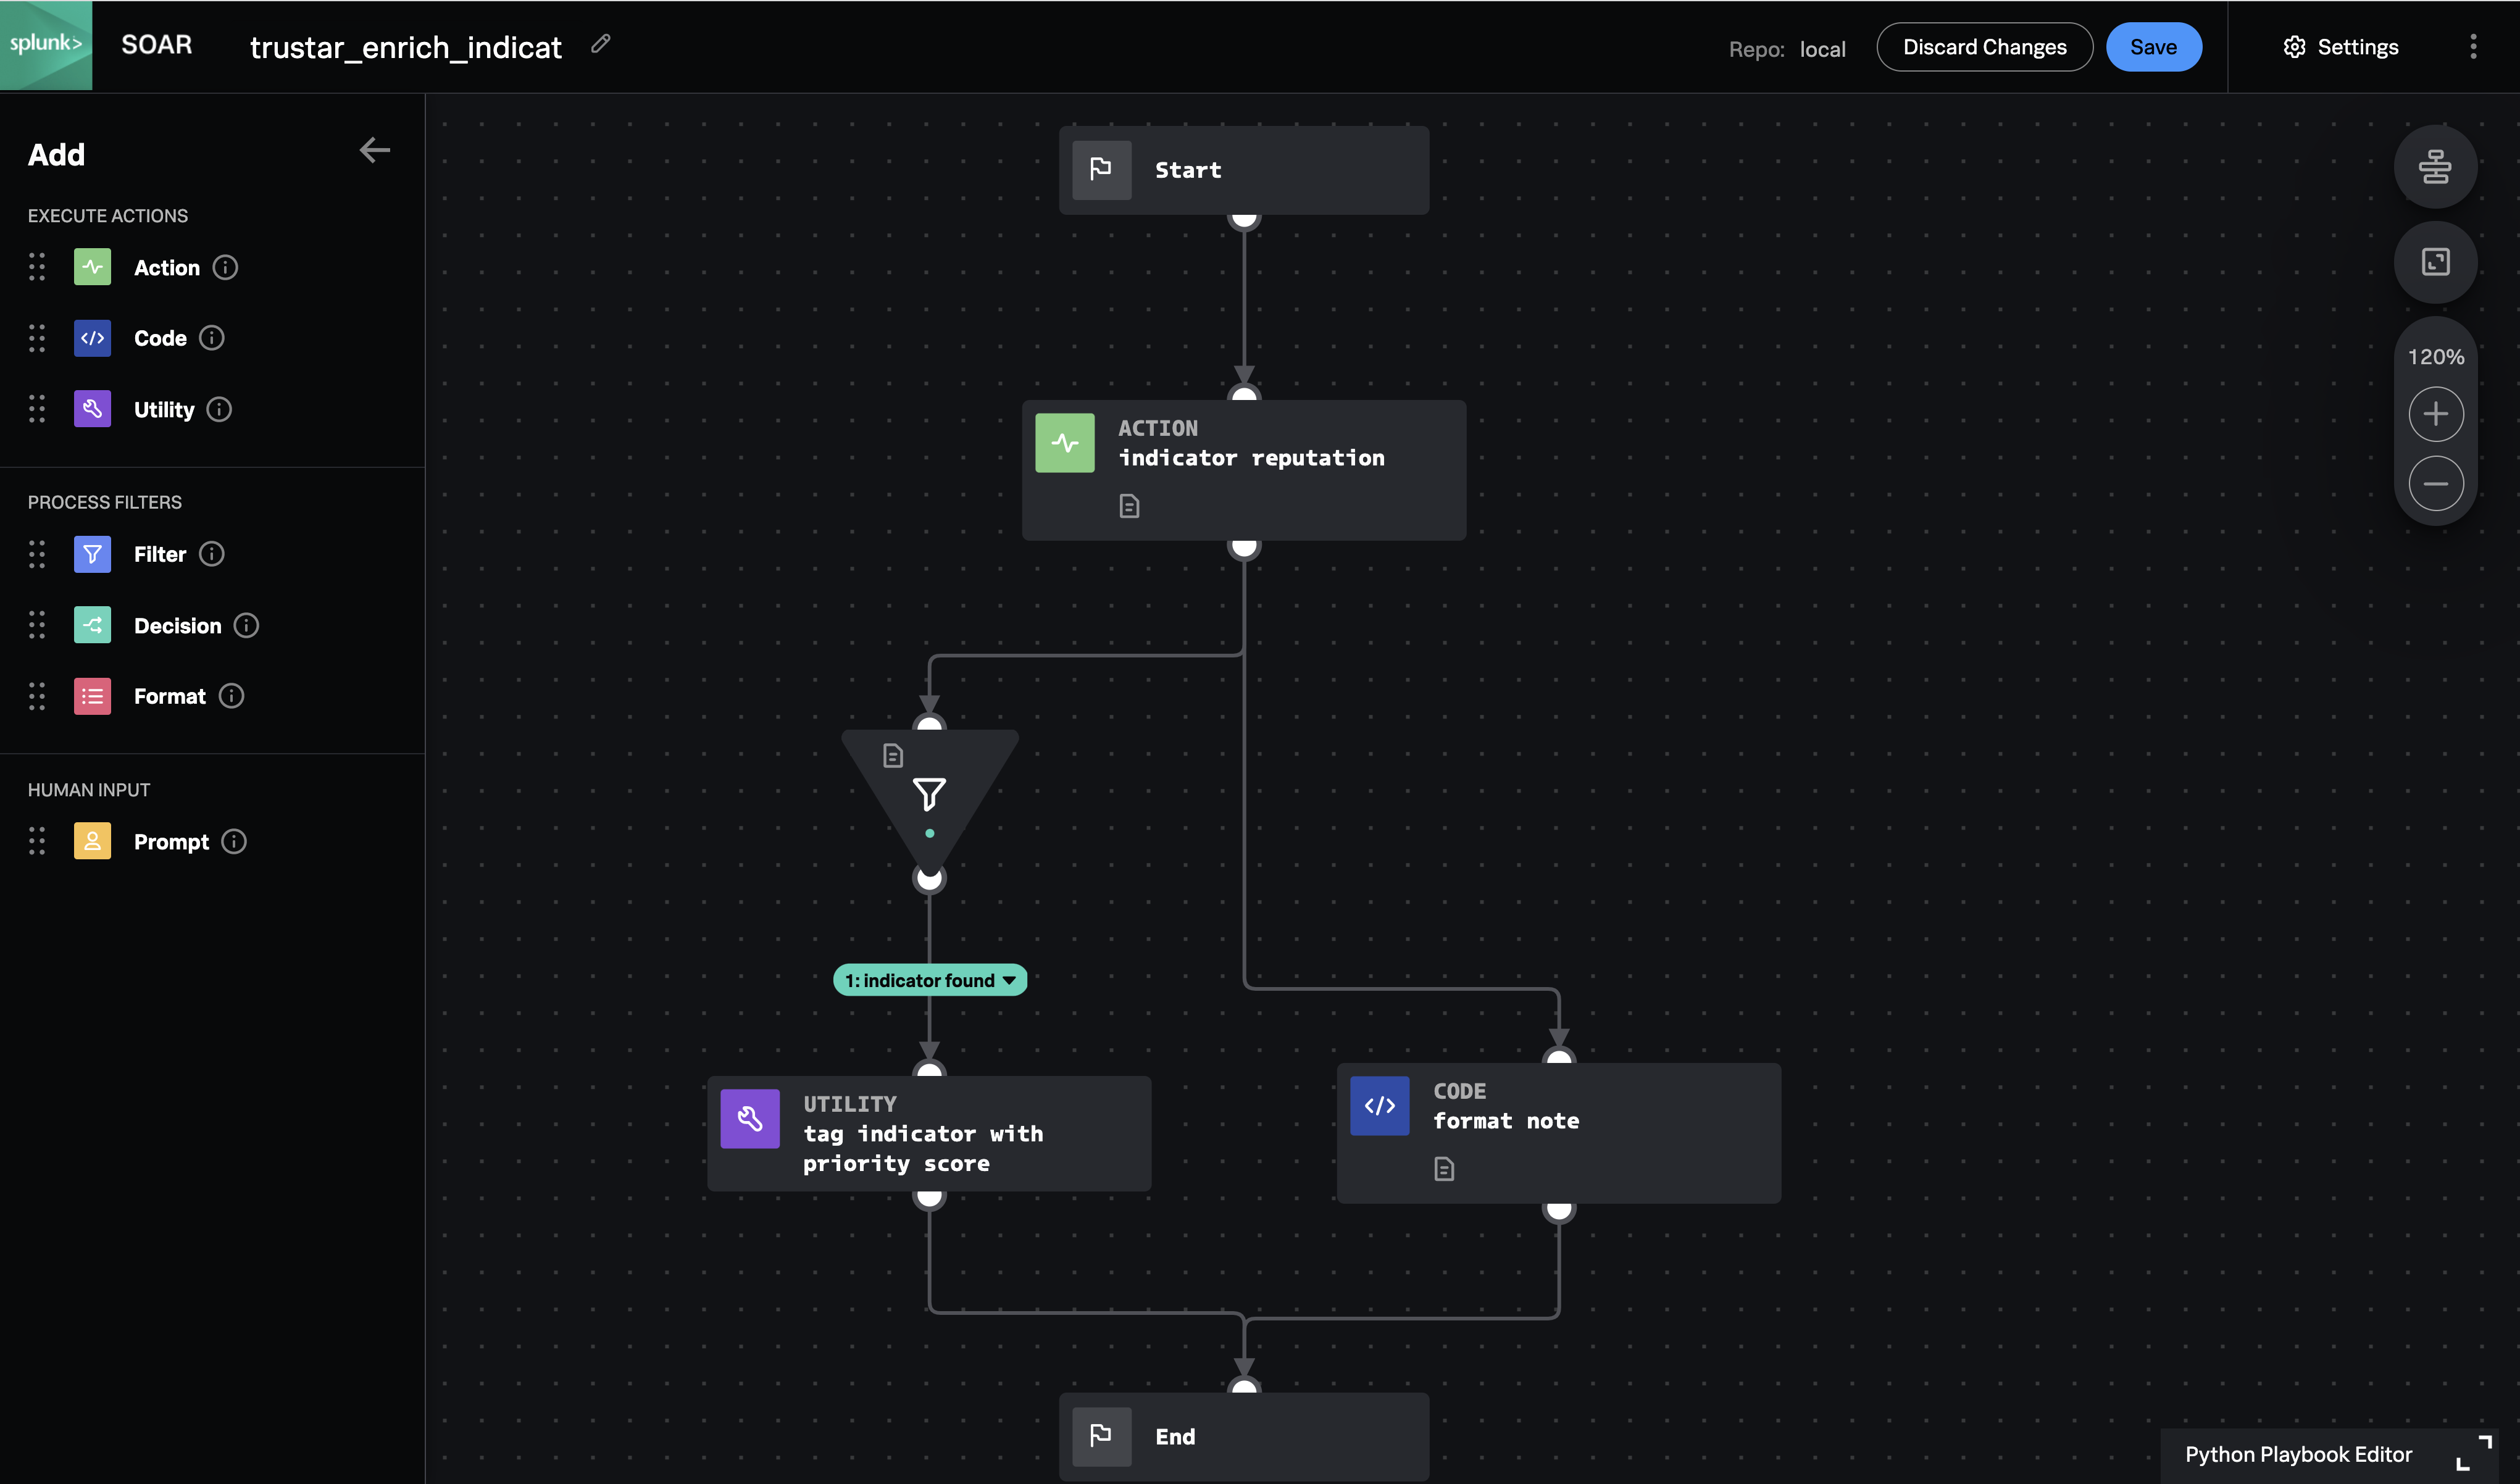 splunk>
SOAR
trustar_enrich_indicat
Repo: local
Discard Changes
Save
Settings
Add
EXECUTE ACTIONS
Action
Code
Utility
PROCESS FILTERS
Filter
Decision
Format
HUMAN INPUT
Prompt
Start
ACTION
indicator reputation
1: indicator found
UTILITY
tag indicator with
priority score
CODE
format note
End
120%
Python Playbook Editor